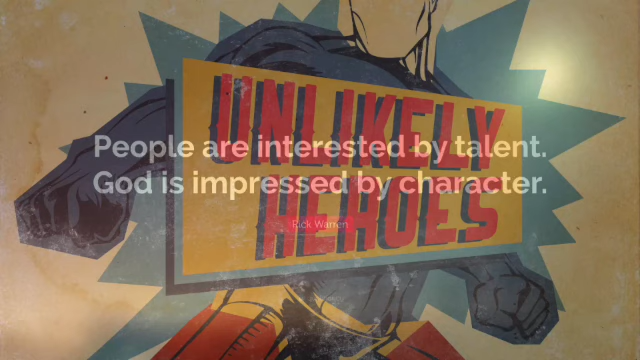 UNLIKELY
People are interested by talent.
God is impressed by character.
HEROES
Rick Warren